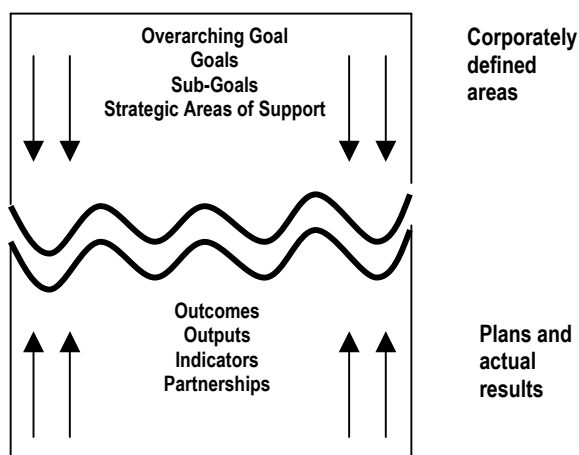 Overarching Goal
Goals
Sub-Goals
Strategic Areas of Support
Corporately
defined
areas
Outcomes
Outputs
Indicators
Partnerships
Plans and
actual
results